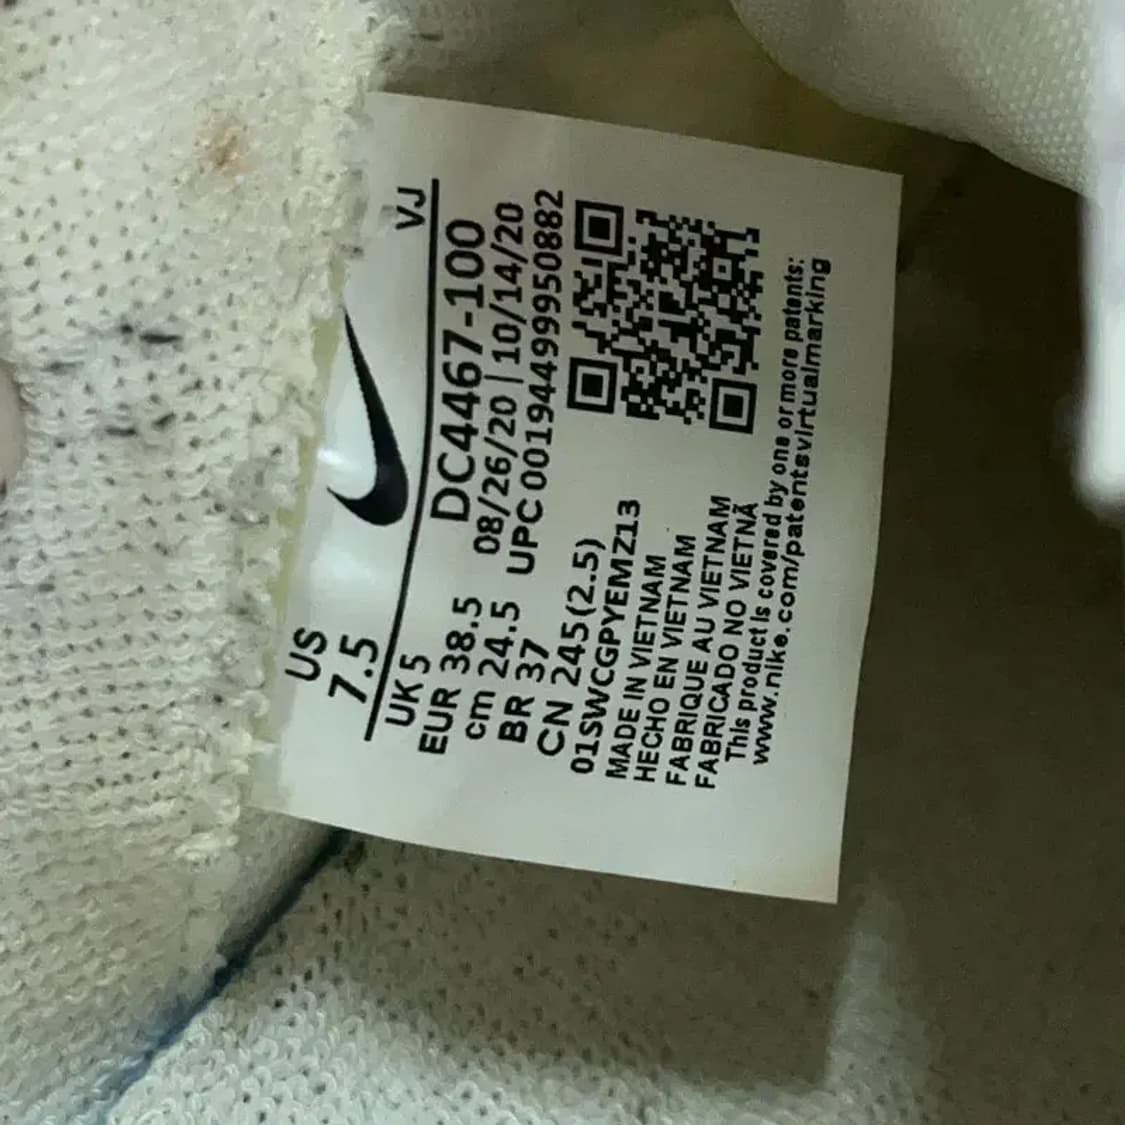 US VJ
7.5
UK 5 DC4467-100
EUR 38.5 08/26/20 | 10/14/20
cm 24.5 UPC 00194499950882
BR 37
CN 245(2.5)
01SWCGPYEMZ13
MADE IN VIETNAM
HECHO EN VIETNAM
FABRIQUE AU VIETNAM
FABRICADO NO VIETNÃ
This product is covered by one or more patents:
www.nike.com/patentsvirtualmarking